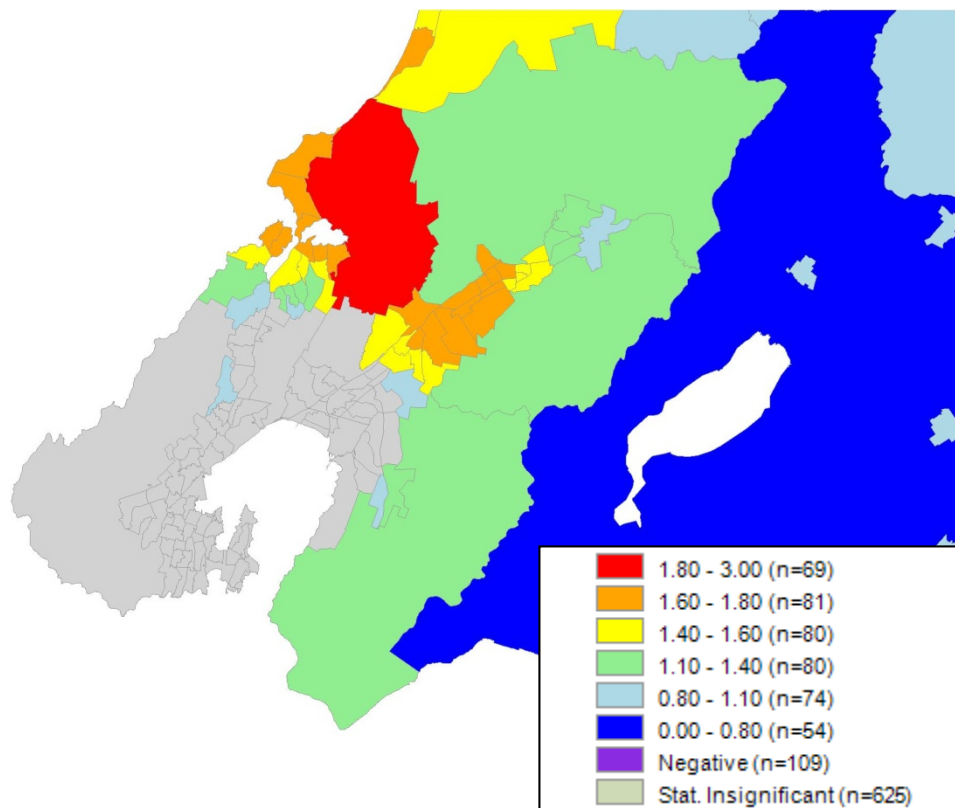 1.80 - 3.00 (n=69)
1.60 - 1.80 (n=81)
1.40 - 1.60 (n=80)
1.10 - 1.40 (n=80)
0.80 - 1.10 (n=74)
0.00 - 0.80 (n=54)
Negative (n=109)
Stat. Insignificant (n=625)